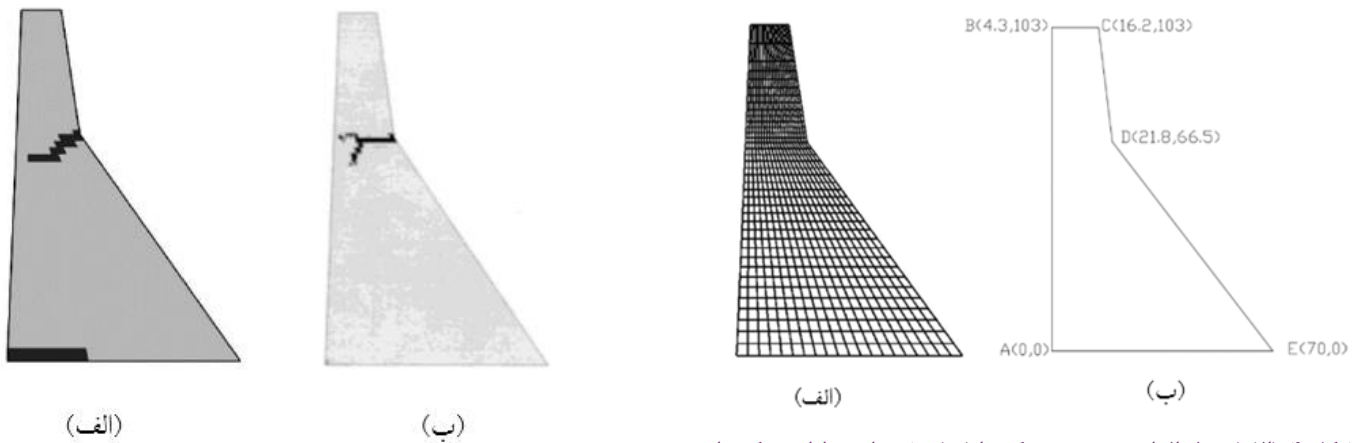 B(4.3,103)
C(16.2,103)
D(21.8,66.5)
A(0,0)
E(70,0)
(الف)
(ب)
(الف)
(ب)